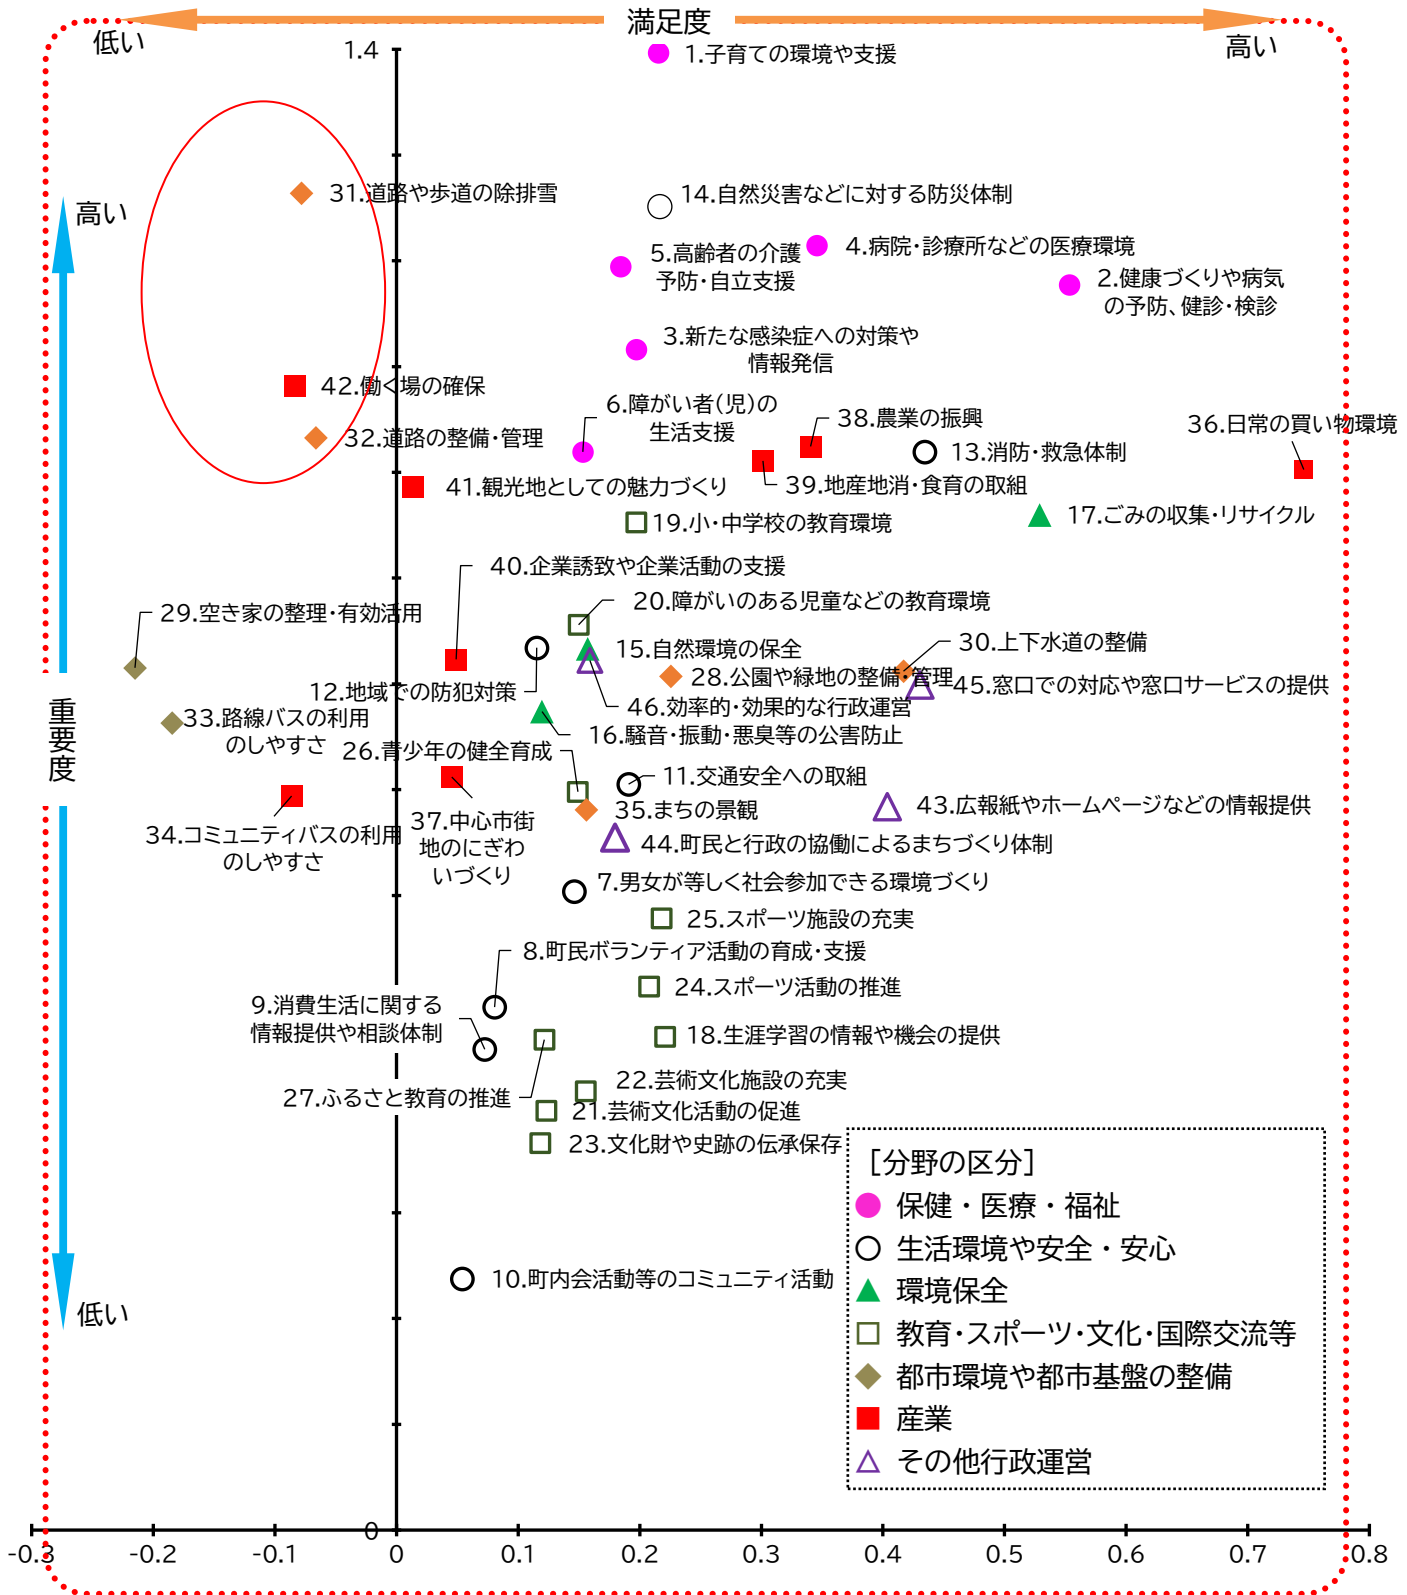 満足度
低い
高い
1.4
1.子育ての環境や支援
31.道路や歩道の除排雪
14.自然災害などに対する防災体制
高い
5.高齢者の介護
予防・自立支援
4.病院・診療所などの医療環境
2.健康づくりや病気
の予防、健診・検診
3.新たな感染症への対策や
情報発信
42.働く場の確保
6.障がい者(児)の
生活支援
38.農業の振興
36.日常の買い物環境
32.道路の整備・管理
13.消防・救急体制
41.観光地としての魅力づくり
39.地産地消・食育の取組
19.小・中学校の教育環境
17.ごみの収集・リサイクル
40.企業誘致や企業活動の支援
29.空き家の整理・有効活用
20.障がいのある児童などの教育環境
15.自然環境の保全
30.上下水道の整備
28.公園や緑地の整備・管理
12.地域での防犯対策
45.窓口での対応や窓口サービスの提供
46.効率的・効果的な行政運営
重要度
33.路線バスの利用
のしやすさ
16.騒音・振動・悪臭等の公害防止
26.青少年の健全育成
11.交通安全への取組
35.まちの景観
43.広報紙やホームページなどの情報提供
34.コミュニティバスの利用
のしやすさ
37.中心市街
地のにぎわ
いづくり
44.町民と行政の協働によるまちづくり体制
7.男女が等しく社会参加できる環境づくり
25.スポーツ施設の充実
8.町民ボランティア活動の育成・支援
24.スポーツ活動の推進
9.消費生活に関する
情報提供や相談体制
18.生涯学習の情報や機会の提供
27.ふるさと教育の推進
22.芸術文化施設の充実
21.芸術文化活動の促進
23.文化財や史跡の伝承保存
10.町内会活動等のコミュニティ活動
低い
[分野の区分]
保健・医療・福祉
生活環境や安全・安心
環境保全
教育・スポーツ・文化・国際交流等
都市環境や都市基盤の整備
産業
その他行政運営
0
-0.3 -0.2 -0.1 0 0.1 0.2 0.3 0.4 0.5 0.6 0.7 0.8